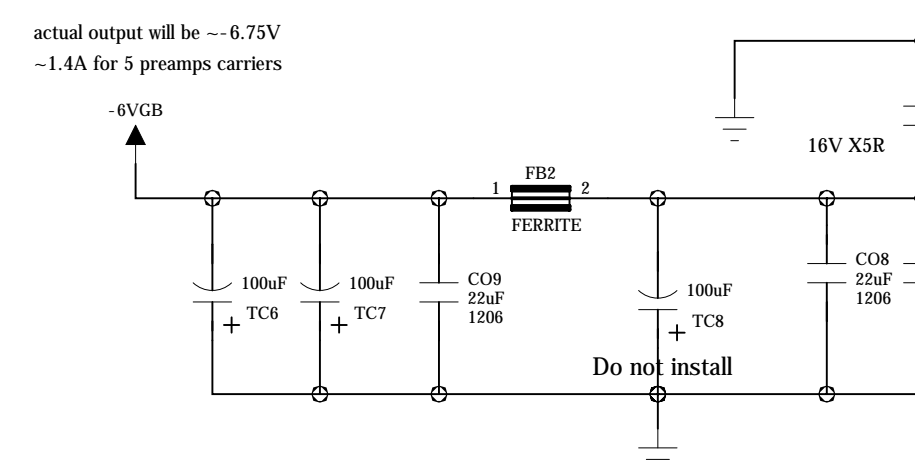 actual output will be ~-6.75V
~1.4A for 5 preamps carriers
-6VGB
16V X5R
FB2
1 2
FERRITE
100uF
TC6
+
100uF
TC7
+
CO9
22uF
1206
100uF
TC8
+
CO8
22uF
1206
Do not install